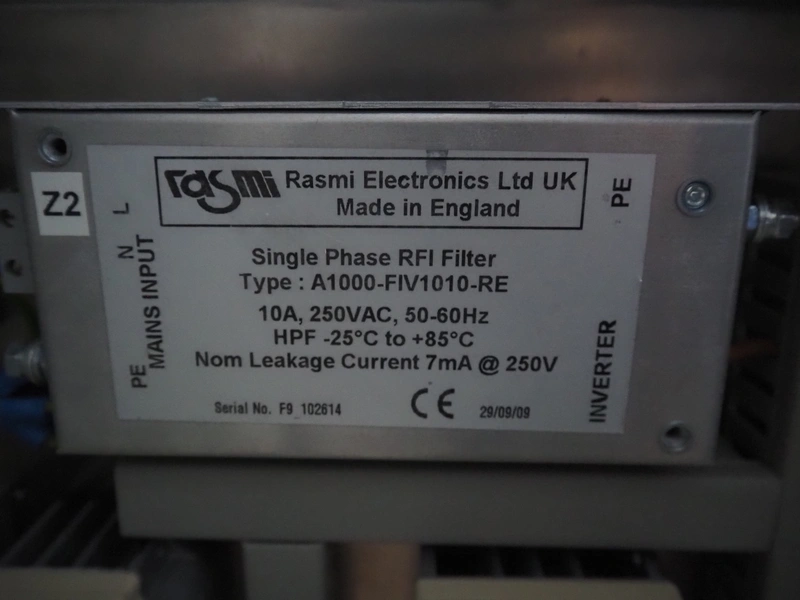 rasmi Rasmi Electronics Ltd UK
Made in England
Z2
L
N
PE
MAINS INPUT
Single Phase RFI Filter
Type : A1000-FIV1010-RE
10A, 250VAC, 50-60Hz
HPF -25°C to +85°C
Nom Leakage Current 7mA @ 250V
Serial No. F9 102614
CE
29/09/09
PE
INVERTER